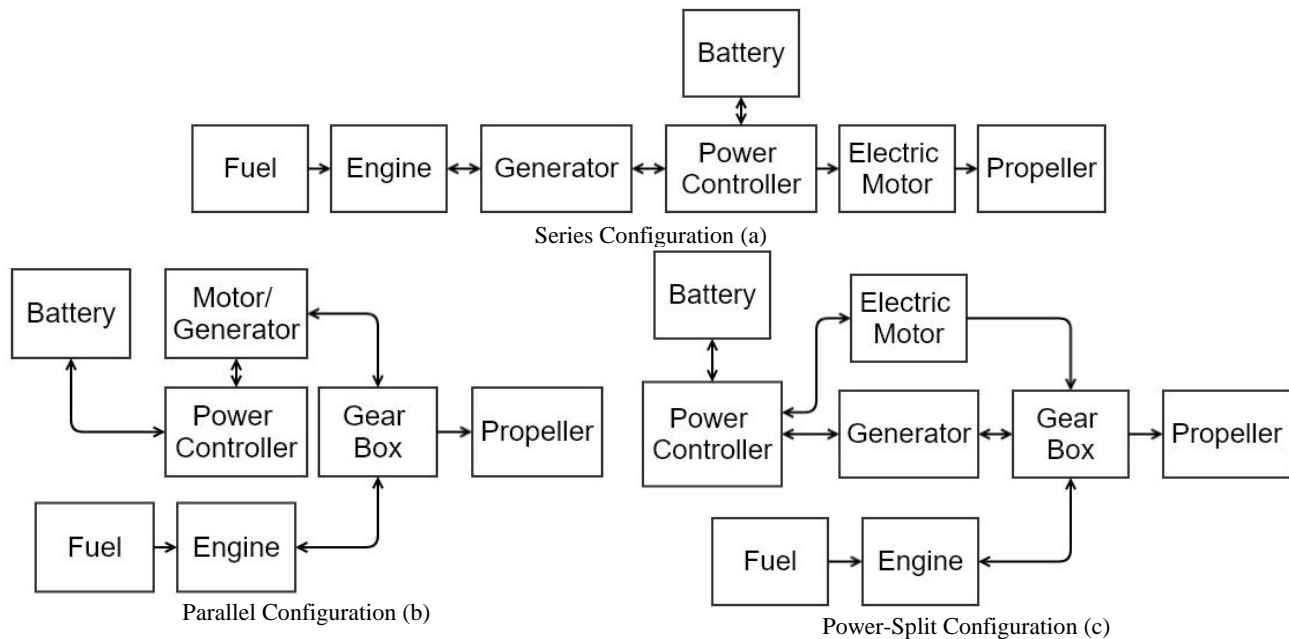 Battery
Fuel
Engine
Generator
Power
Controller
Electric
Motor
Propeller
Series Configuration (a)
Battery
Motor/
Generator
Power
Controller
Gear
Box
Propeller
Fuel
Engine
Parallel Configuration (b)
Battery
Electric
Motor
Power
Controller
Generator
Gear
Box
Propeller
Fuel
Engine
Power-Split Configuration (c)